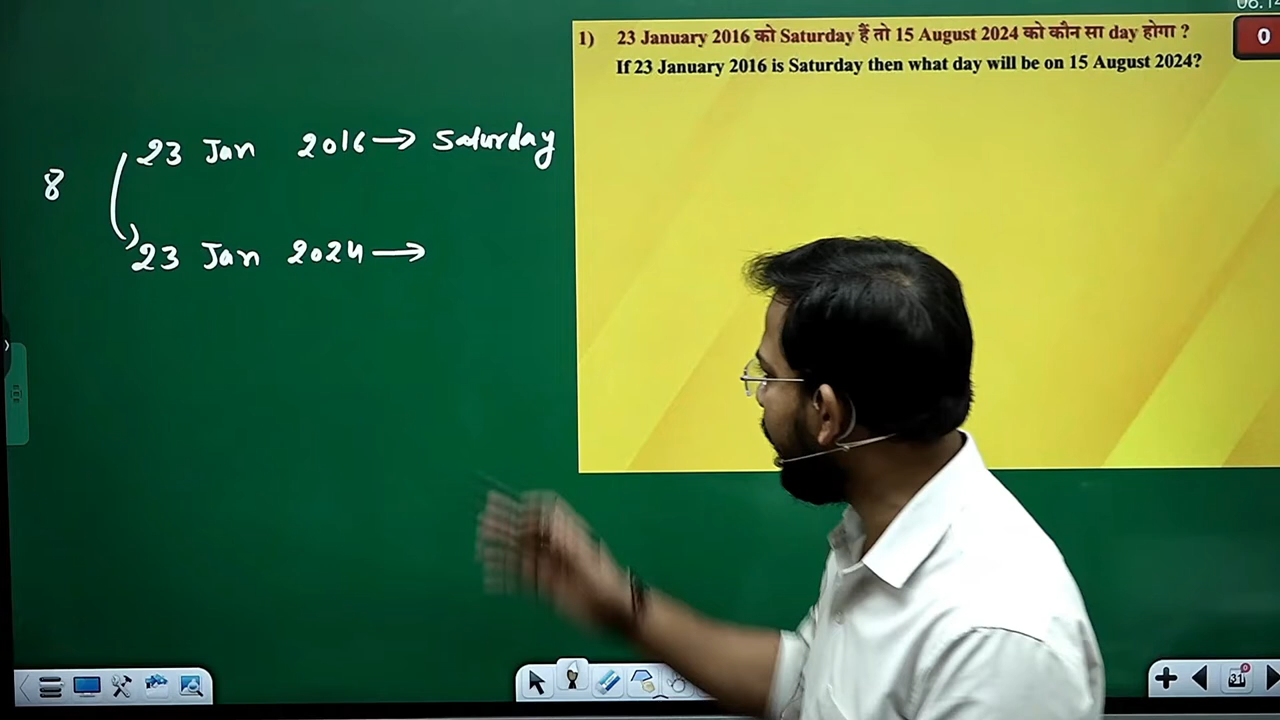 1) 23 January 2016 को Saturday हैं तो 15 August 2024 को कौन सा day होगा ?
If 23 January 2016 is Saturday then what day will be on 15 August 2024?
0
23 Jan 2016 → Saturday
8
23 Jan 2024 →
31